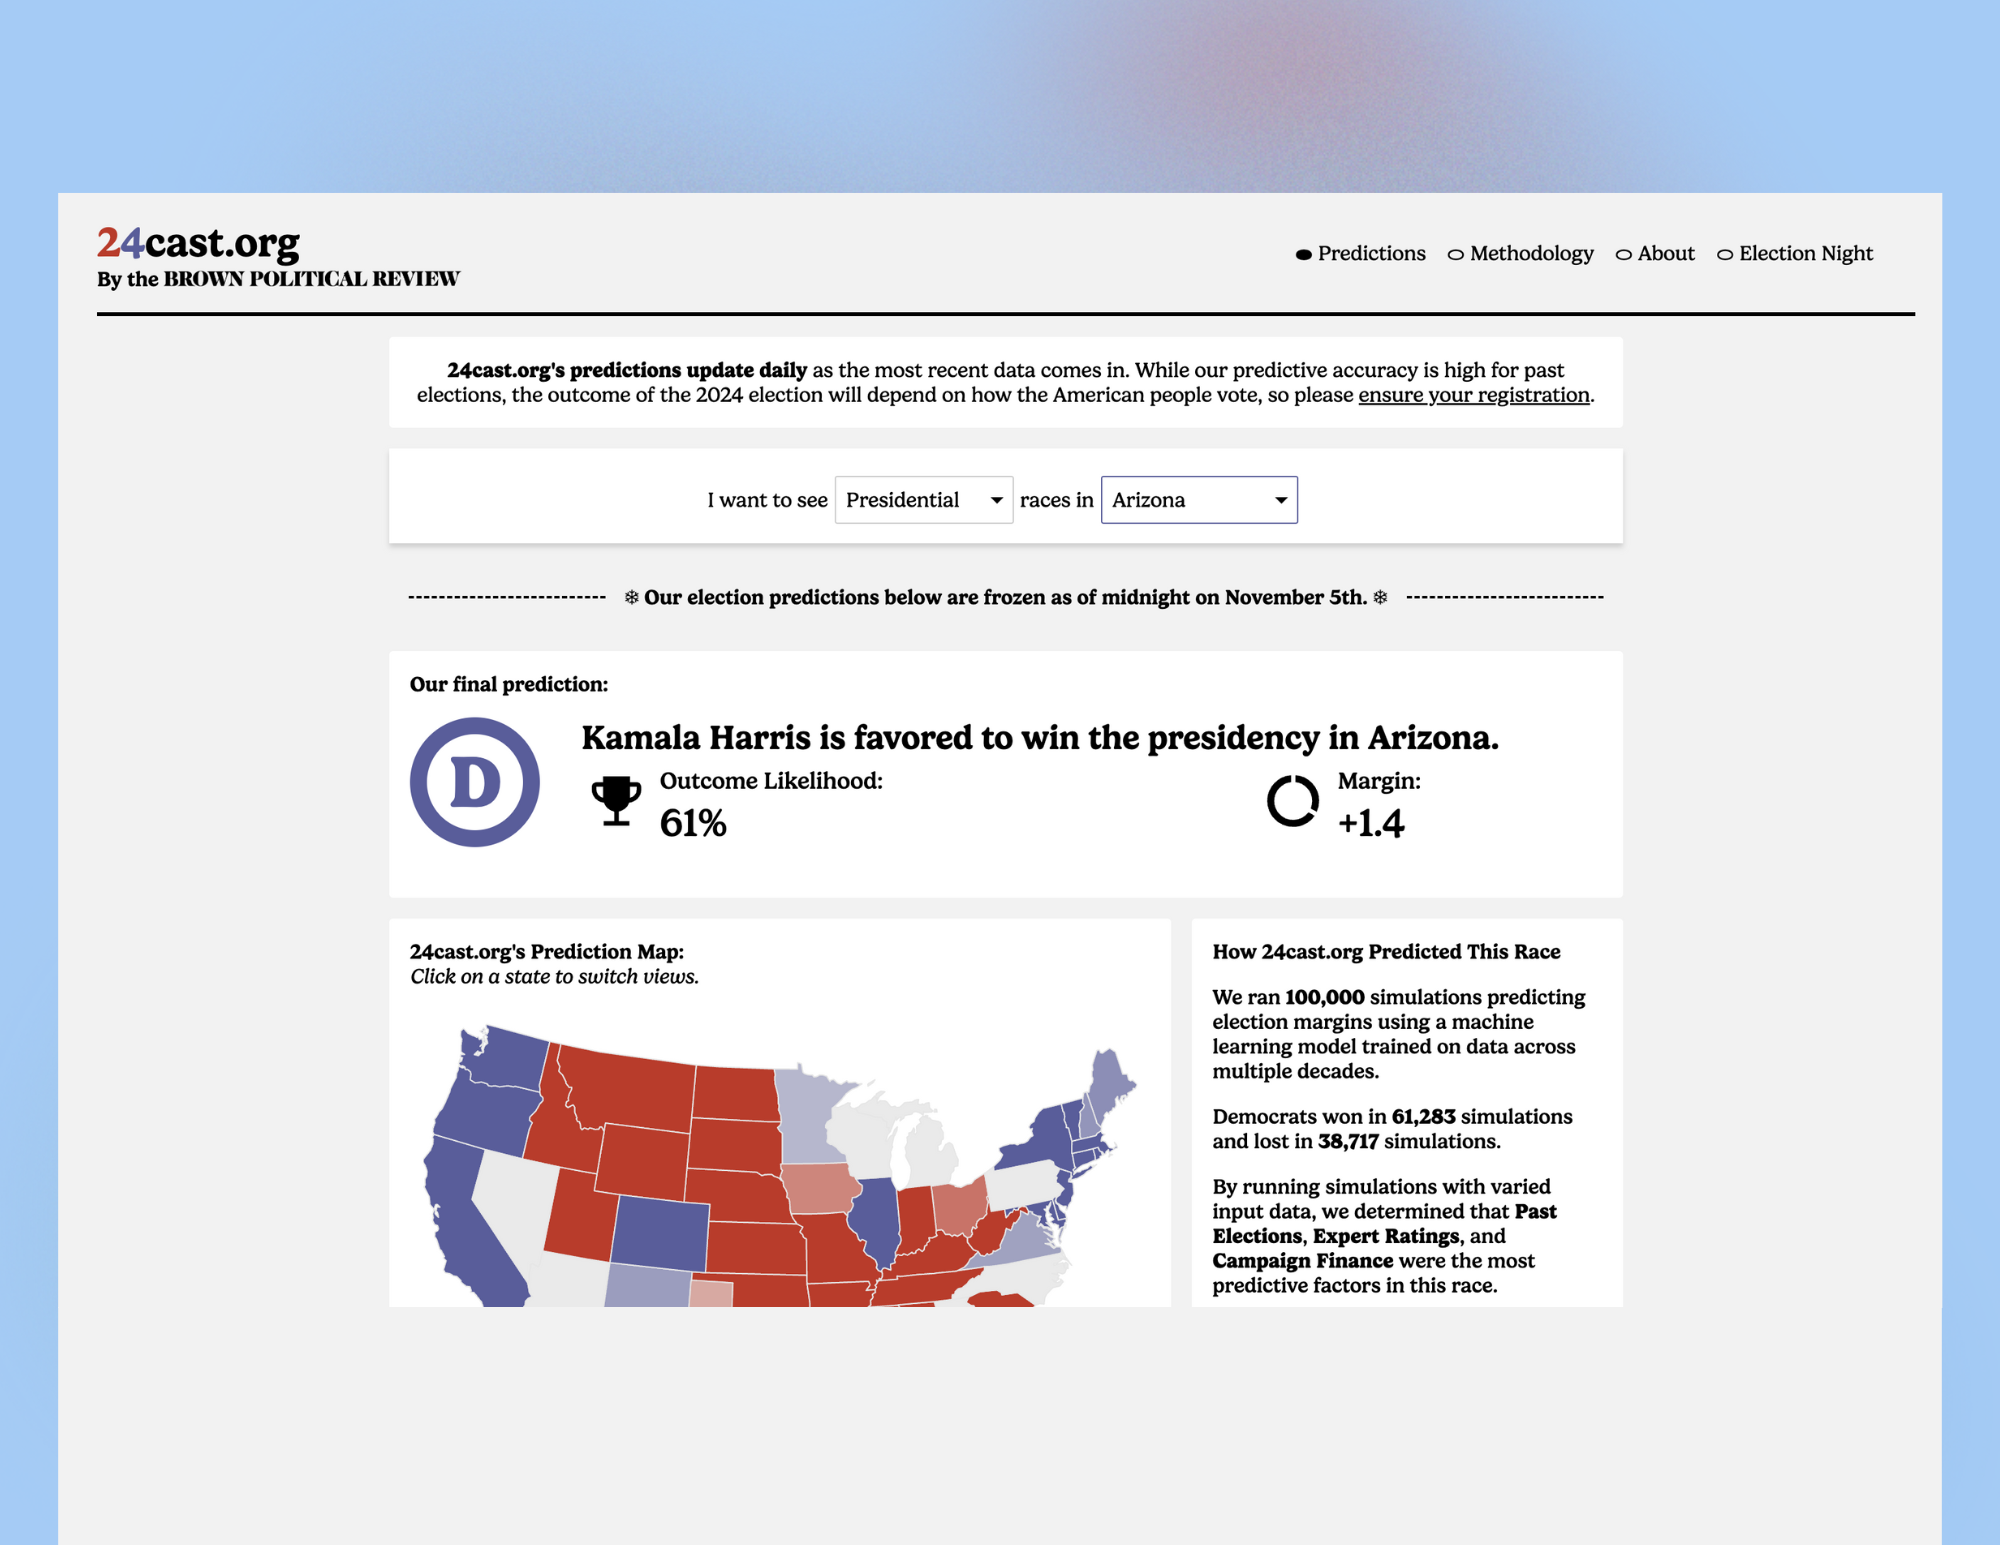 24cast.org
By the BROWN POLITICAL REVIEW
Predictions
Methodology
About
Election Night
24cast.org's predictions update daily as the most recent data comes in. While our predictive accuracy is high for past
elections, the outcome of the 2024 election will depend on how the American people vote, so please ensure your registration.
I want to see Presidential races in Arizona
❄ Our election predictions below are frozen as of midnight on November 5th. ❄
Our final prediction:
D
Kamala Harris is favored to win the presidency in Arizona.
Outcome Likelihood:
61%
Margin:
+1.4
24cast.org's Prediction Map:
Click on a state to switch views.
How 24cast.org Predicted This Race
We ran 100,000 simulations predicting
election margins using a machine
learning model trained on data across
multiple decades.
Democrats won in 61,283 simulations
and lost in 38,717 simulations.
By running simulations with varied
input data, we determined that Past
Elections, Expert Ratings, and
Campaign Finance were the most
predictive factors in this race.